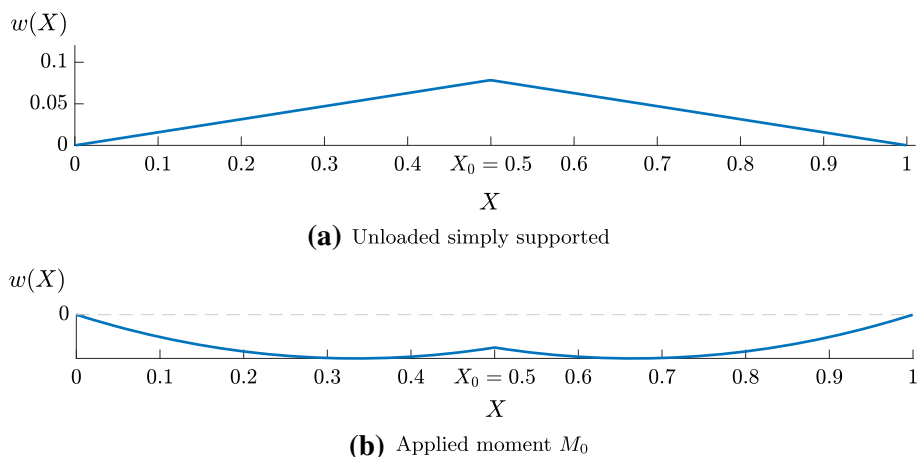 w(X)
0.1
0.05
0
0 0.1 0.2 0.3 0.4 X₀ = 0.5 0.6 0.7 0.8 0.9 1
X
(a) Unloaded simply supported
w(X)
0
0 0.1 0.2 0.3 0.4 X₀ = 0.5 0.6 0.7 0.8 0.9 1
X
(b) Applied moment M₀